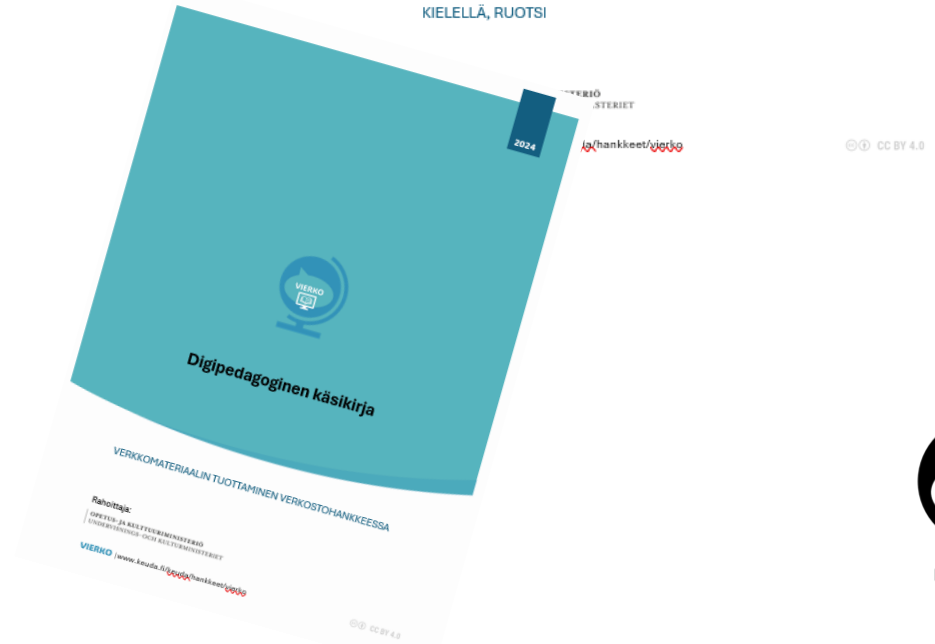 KIELELLÄ, RUOTSI
ASTERIET
/hankkeet/vierko
CC BY 4.0
2024
VIERKO
Digipedagoginen käsikirja
VERKKOMATERIAALIN TUOTTAMINEN VERKOSTOHANKKEESSA
Rahoittaja:
OPETUS- JA KULTTUURIMINISTERIÖ
UNDERVISNINGS- OCH KULTURMINISTERIET
VIERKO | www.keuda.fi/keuda/hankkeet/vierko
CC BY 4.0